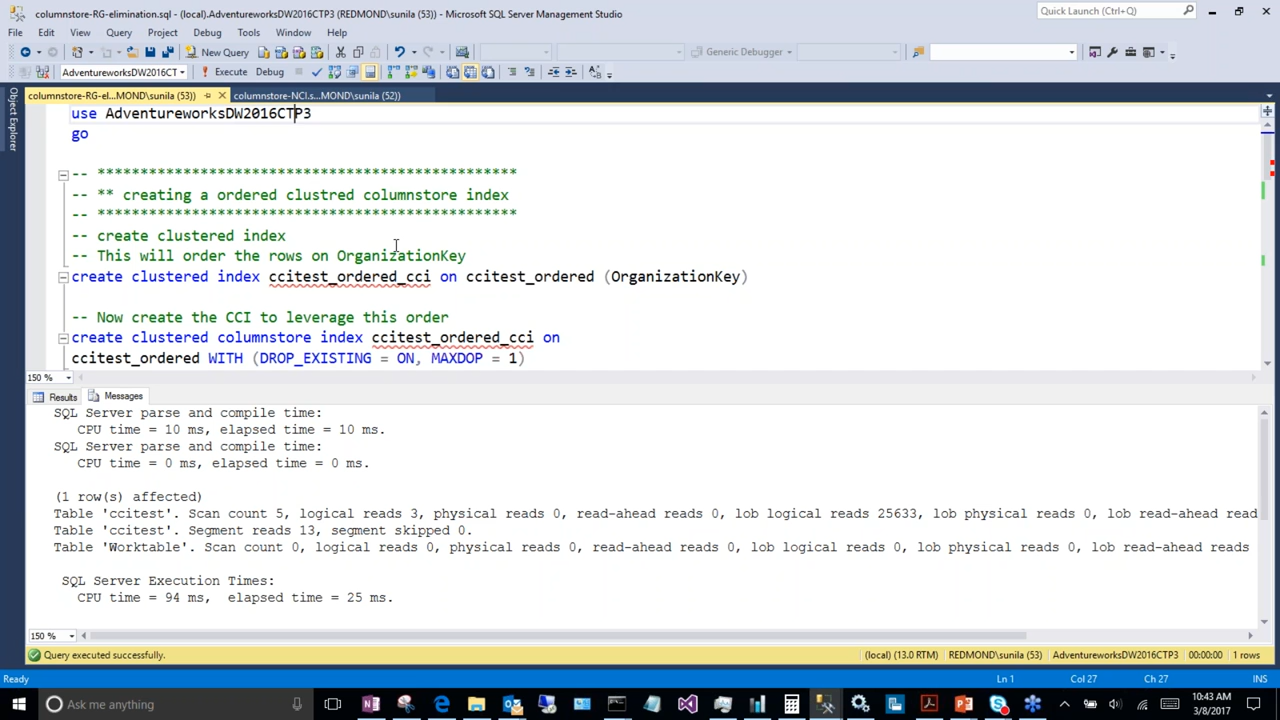 columnstore-RG-elimination.sql - (local).AdventureworksDW2016CTP3 (REDMOND\sunila (53)) - Microsoft SQL Server Management Studio
Quick Launch (Ctrl+Q)
File Edit View Query Project Debug Tools Window Help
New Query
Generic Debugger
AdventureworksDW2016CT
Execute Debug
columnstore-RG-el...MOND\sunila (53))
columnstore-NCI.s...MOND\sunila (52))
Object Explorer
use AdventureworksDW2016CTP3
go
-- *************************************************
-- ** creating a ordered clustred columnstore index
-- *************************************************
-- create clustered index
-- This will order the rows on OrganizationKey
create clustered index ccitest_ordered_cci on ccitest_ordered (OrganizationKey)
-- Now create the CCI to leverage this order
create clustered columnstore index ccitest_ordered_cci on
ccitest_ordered WITH (DROP_EXISTING = ON, MAXDOP = 1)
150 %
Results Messages
SQL Server parse and compile time:
CPU time = 10 ms, elapsed time = 10 ms.
SQL Server parse and compile time:
CPU time = 0 ms, elapsed time = 0 ms.
(1 row(s) affected)
Table 'ccitest'. Scan count 5, logical reads 3, physical reads 0, read-ahead reads 0, lob logical reads 25633, lob physical reads 0, lob read-ahead read
Table 'ccitest'. Segment reads 13, segment skipped 0.
Table 'Worktable'. Scan count 0, logical reads 0, physical reads 0, read-ahead reads 0, lob logical reads 0, lob physical reads 0, lob read-ahead reads
SQL Server Execution Times:
CPU time = 94 ms, elapsed time = 25 ms.
150 %
Query executed successfully.
(local) (13.0 RTM) REDMOND\sunila (53) AdventureworksDW2016CTP3 00:00:00 1 rows
Ready
Ln 1 Col 27 Ch 27 INS
Ask me anything
10:43 AM
3/8/2017